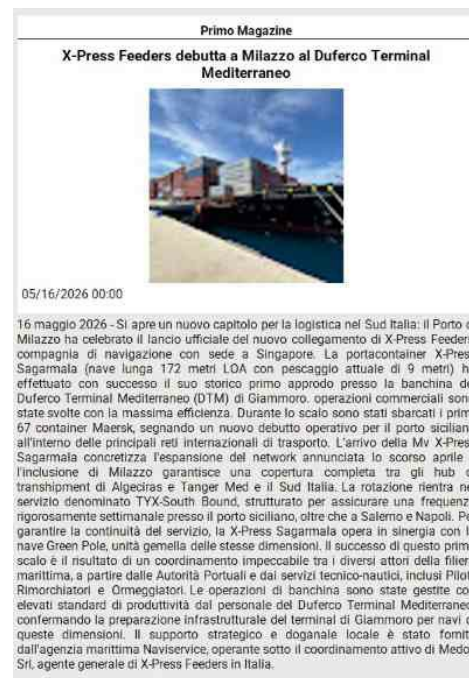 Primo Magazine
X-Press Feeders debutta a Milazzo al Duferco Terminal
Mediterraneo
05/16/2026 00:00
16 maggio 2026 - Si apre un nuovo capitolo per la logistica nel Sud Italia: il Porto d
Milazzo ha celebrato il lancio ufficiale del nuovo collegamento di X-Press Feeder
compagnia di navigazione con sede a Singapore. La portacontainer X-Pres
Sagarmala (nave lunga 172 metri LOA con pescaggio attuale di 9 metri) h
effettuato con successo il suo storico primo approdo presso la banchina de
Duferco Terminal Mediterraneo (DTM) di Giammoro. operazioni commerciali son
state svolte con la massima efficienza. Durante lo scalo sono stati sbarcati i prim
67 container Maersk, segnando un nuovo debutto operativo per il porto sicilian
all'interno delle principali reti internazionali di trasporto. L'arrivo della Mv X-Pres
Sagarmala concretizza l'espansione del network annunciata lo scorso aprile
l'inclusione di Milazzo garantisce una copertura completa tra gli hub d
transhipment di Algeciras e Tanger Med e il Sud Italia. La rotazione rientra ne
servizio denominato TYX-South Bound, strutturato per assicurare una frequenz
rigorosamente settimanale presso il porto siciliano, oltre che a Salerno e Napoli. Pe
garantire la continuità del servizio, la X-Press Sagarmala opera in sinergia con l
nave Green Pole, unità gemella delle stesse dimensioni. Il successo di questo prim
scalo è il risultato di un coordinamento impeccabile tra i diversi attori della filier
marittima, a partire dalle Autorità Portuali e dai servizi tecnico-nautici, inclusi Pilot
Rimorchiatori e Ormeggiatori. Le operazioni di banchina sono state gestite co
elevati standard di produttività dal personale del Duferco Terminal Mediterraneo
confermando la preparazione infrastrutturale del terminal di Giammoro per navi d
queste dimensioni. Il supporto strategico e doganale locale è stato fornit
dall'agenzia marittima Naviservice, operante sotto il coordinamento attivo di Medo
Srl, agente generale di X-Press Feeders in Italia.